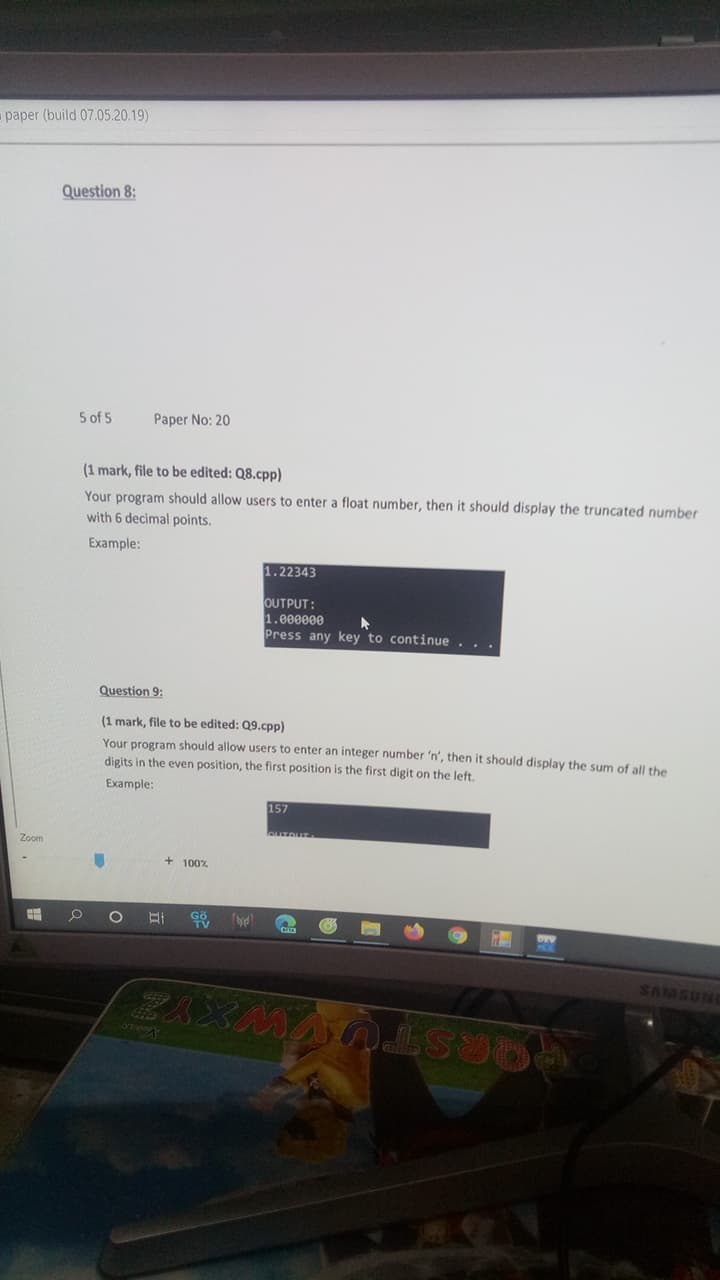 paper (build 07.05.20.19)
Question 8:
5 of 5 Paper No: 20
(1 mark, file to be edited: Q8.cpp)
Your program should allow users to enter a float number, then it should display the truncated number
with 6 decimal points.
Example:
1.22343
OUTPUT:
1.000000
Press any key to continue . . .
Question 9:
(1 mark, file to be edited: Q9.cpp)
Your program should allow users to enter an integer number ‘n’, then it should display the sum of all the
digits in the even position, the first position is the first digit on the left.
Example:
157
OUTPUT:
Zoom
- + 100%
GÕ
TV
BETA
DEV
SAMSUNG
Z Y X W V U T S R Q P